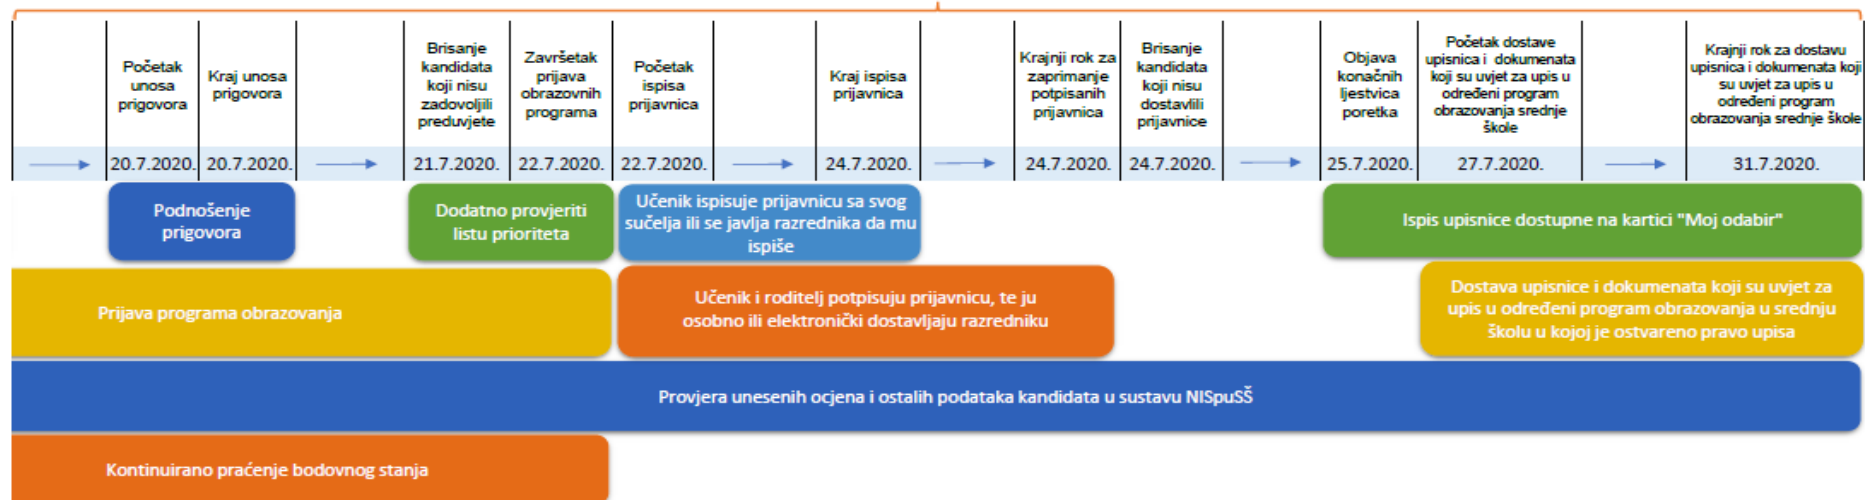 Početak
unosa
prigovora
Kraj unosa
prigovora
Brisanje
kandidata
koji nisu
zadovoljili
preduvjete
Završetak
prijava
obrazovnih
programa
Početak
ispisa
prijavnica
Kraj ispisa
prijavnica
Krajnji rok za
zaprimanje
potpisanih
prijavnica
Brisanje
kandidata
koji nisu
dostavlili
prijavnice
Objava
konačnih
ljestvica
poretka
Početak dostave
upisnica i dokumenata
koji su uvjet za upis u
određeni program
obrazovanja srednje
škole
Krajnji rok za dostavu
upisnica i dokumenata koji
su uvjet za upis u
određeni program
obrazovanja srednje škole
20.7.2020. 20.7.2020. 21.7.2020. 22.7.2020. 22.7.2020. 24.7.2020. 24.7.2020. 24.7.2020. 25.7.2020. 27.7.2020. 31.7.2020.
Podnošenje
prigovora
Dodatno provjeriti
listu prioriteta
Učenik ispisuje prijavnicu sa svog
sučelja ili se javlja razrednika da mu
ispiše
Ispis upisnice dostupne na kartici "Moj odabir"
Prijava programa obrazovanja
Učenik i roditelj potpisuju prijavnicu, te ju
osobno ili elektronički dostavljaju razredniku
Dostava upisnice i dokumenata koji su uvjet za
upis u određeni program obrazovanja u srednju
školu u kojoj je ostvareno pravo upisa
Provjera unesenih ocjena i ostalih podataka kandidata u sustavu NISpuSŠ
Kontinuirano praćenje bodovnog stanja